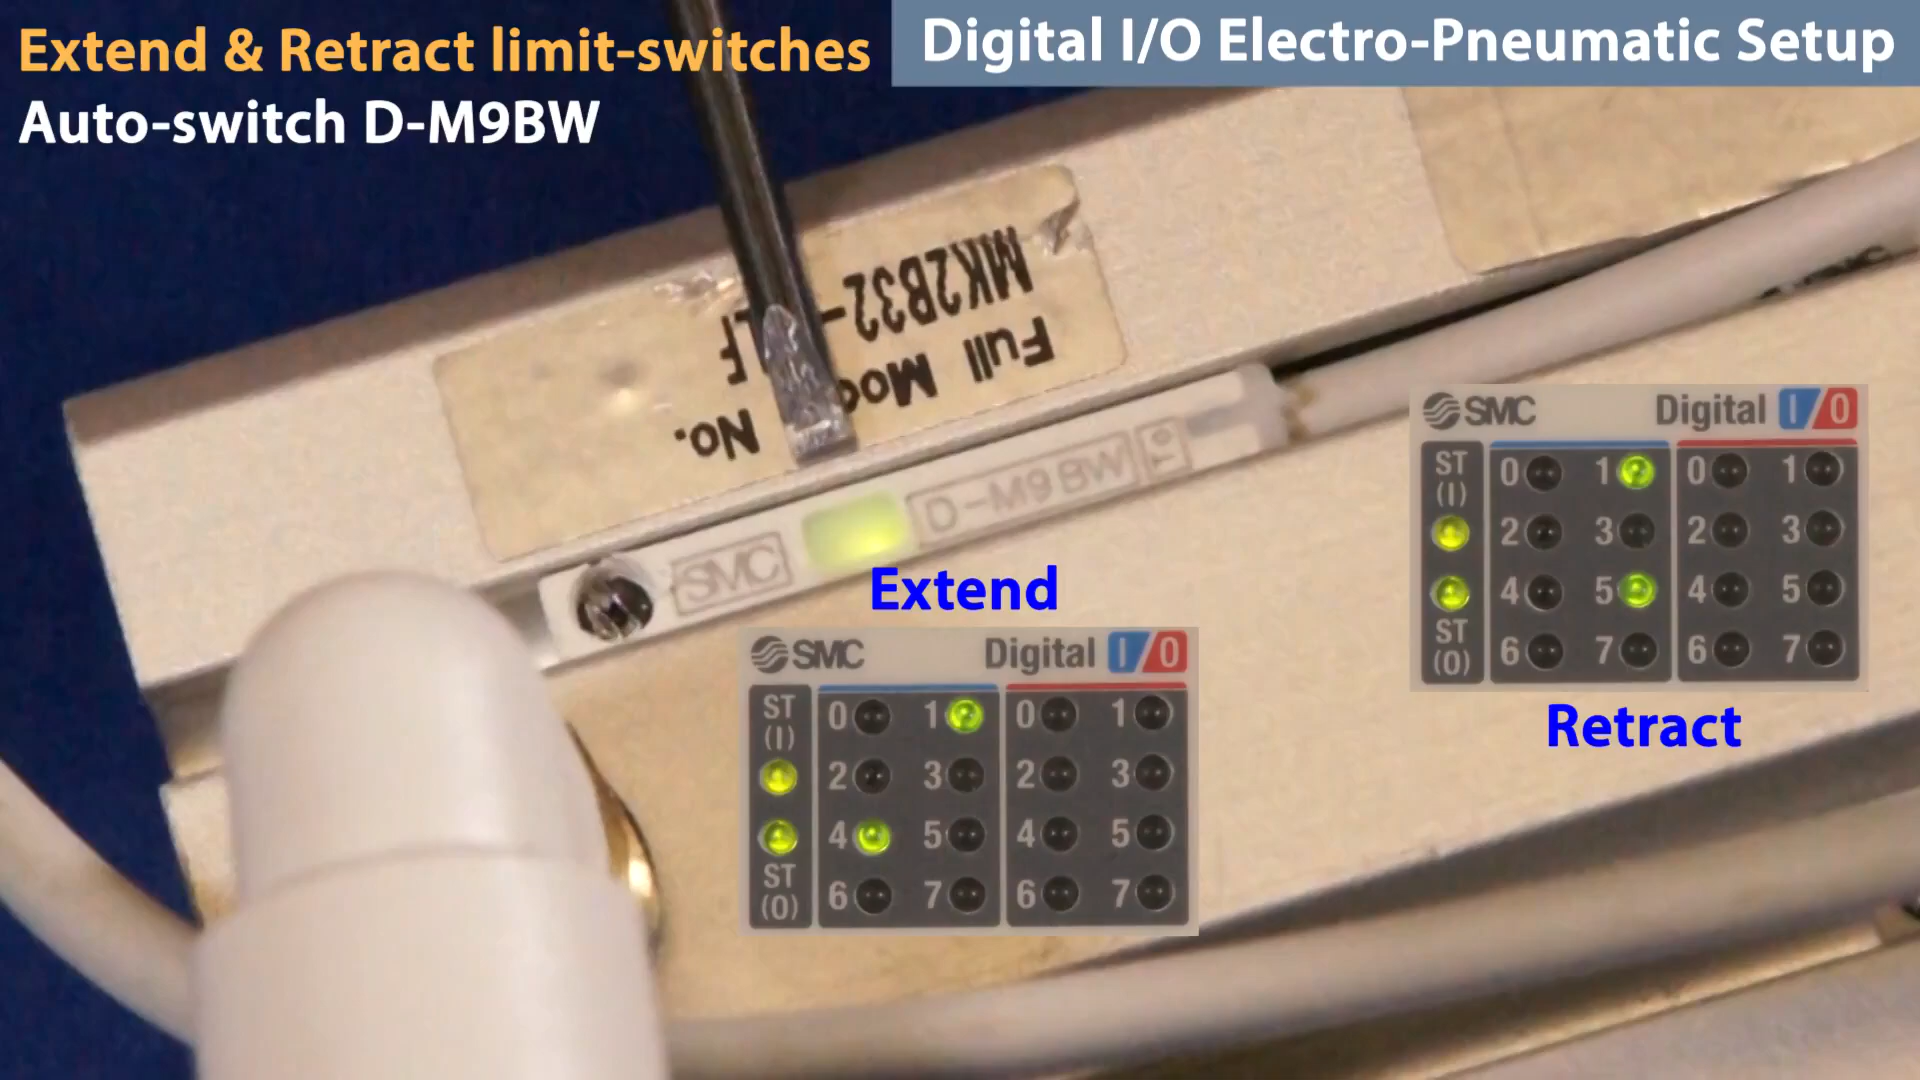 Extend & Retract limit-switches
Auto-switch D-M9BW
Digital I/O Electro-Pneumatic Setup
Full No.
MK2B32-
SMC
D-M9BW
Extend
SMC Digital I/O
ST (I)
0 1 0 1
2 3 2 3
4 5 4 5
ST (0)
6 7 6 7
SMC Digital I/O
ST (I)
0 1 0 1
2 3 2 3
4 5 4 5
ST (0)
6 7 6 7
Retract